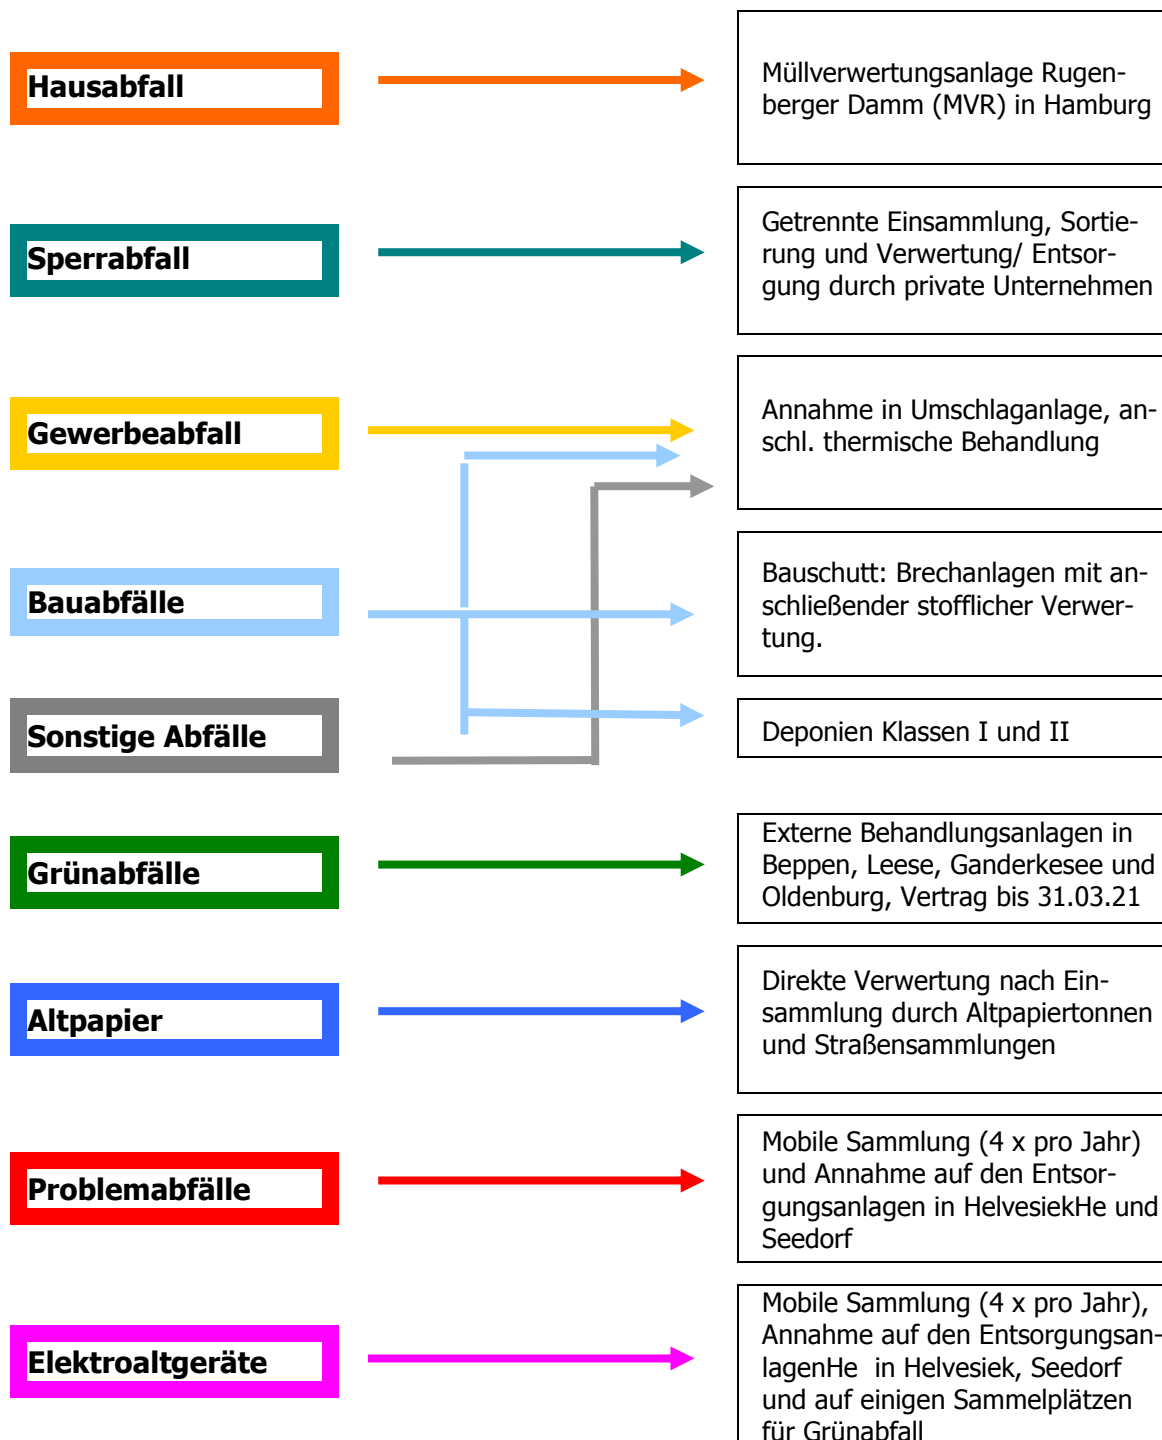 Hausabfall
Müllverwertungsanlage Rugen-
berger Damm (MVR) in Hamburg
Sperrabfall
Getrennte Einsammlung, Sortie-
rung und Verwertung/ Entsor-
gung durch private Unternehmen
Gewerbeabfall
Annahme in Umschlaganlage, an-
schl. thermische Behandlung
Bauabfälle
Bauschutt: Brechanlagen mit an-
schließender stofflicher Verwer-
tung.
Sonstige Abfälle
Deponien Klassen I und II
Grünabfälle
Externe Behandlungsanlagen in
Beppen, Leese, Ganderkesee und
Oldenburg, Vertrag bis 31.03.21
Altpapier
Direkte Verwertung nach Ein-
sammlung durch Altpapiertonnen
und Straßensammlungen
Problemabfälle
Mobile Sammlung (4 x pro Jahr)
und Annahme auf den Entsor-
gungsanlagen in HelvesiekHe und
Seedorf
Elektroaltgeräte
Mobile Sammlung (4 x pro Jahr),
Annahme auf den Entsorgungsan-
lagenHe  in Helvesiek, Seedorf
und auf einigen Sammelplätzen
für Grünabfall